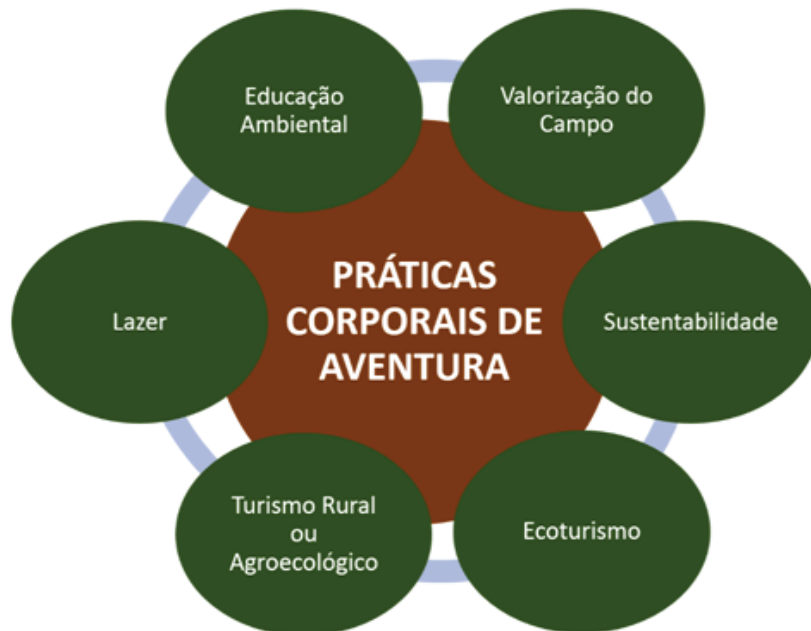 Educação
Ambiental
Valorização do
Campo
Lazer
PRÁTICAS
CORPORAIS DE
AVENTURA
Sustentabilidade
Turismo Rural
ou
Agroecológico
Ecoturismo